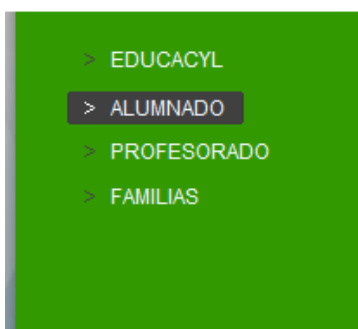 > EDUCACYL
> ALUMNADO
> PROFESORADO
> FAMILIAS